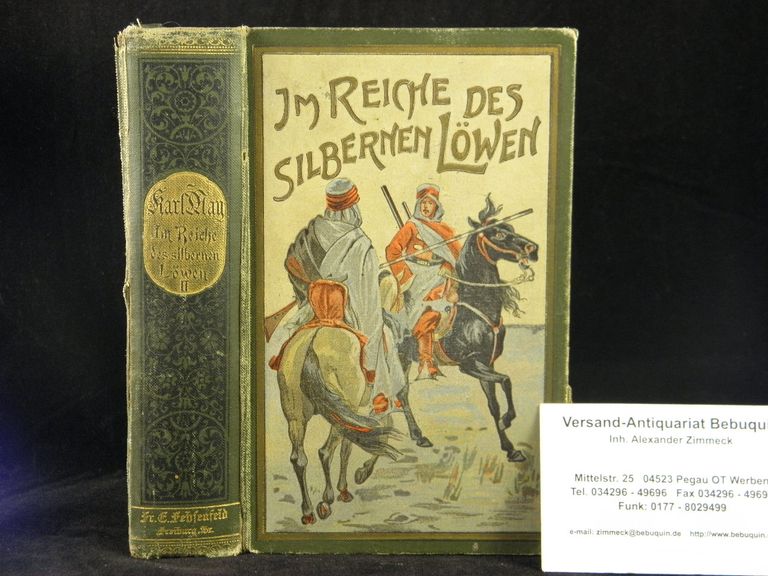 Karl May
Im Reiche
des silbernen
Löwen
II
Fr. E. Fehsenfeld
Freiburg, Br.
IM REICHE DES
SILBERNEN LÖWEN
Versand-Antiquariat Bebuqui
Inh. Alexander Zimmeck
Mittelstr. 25 04523 Pegau OT Werben
Tel. 034296 - 49696 Fax 034296 - 4969
Funk: 0177 - 8029499
e-mail: zimmeck@bebuquin.de http://www.bebuquin.